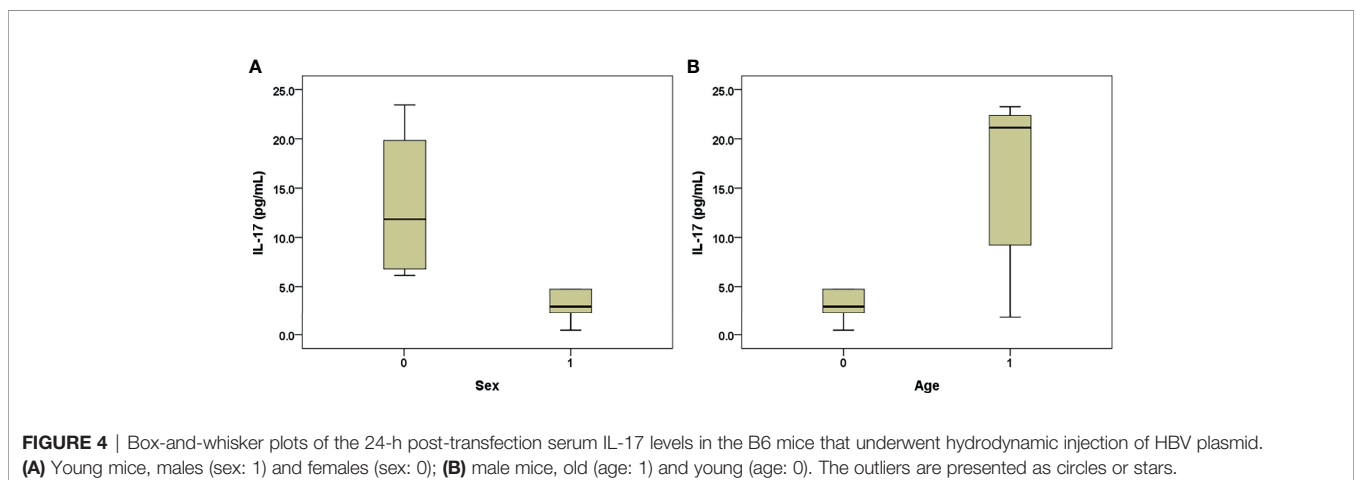 A
B
25.0
20.0
15.0
10.0
5.0
0.0
IL-17 (pg/mL)
0 1
Sex
25.0
20.0
15.0
10.0
5.0
0.0
IL-17 (pg/mL)
0 1
Age
FIGURE 4 | Box-and-whisker plots of the 24-h post-transfection serum IL-17 levels in the B6 mice that underwent hydrodynamic injection of HBV plasmid.
(A) Young mice, males (sex: 1) and females (sex: 0); (B) male mice, old (age: 1) and young (age: 0). The outliers are presented as circles or stars.